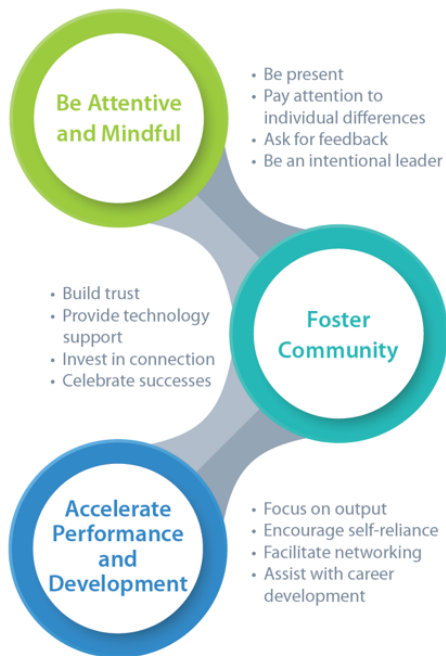 Be Attentive
and Mindful
• Be present
• Pay attention to
individual differences
• Ask for feedback
• Be an intentional leader
Foster
Community
• Build trust
• Provide technology
support
• Invest in connection
• Celebrate successes
Accelerate
Performance
and
Development
• Focus on output
• Encourage self-reliance
• Facilitate networking
• Assist with career
development